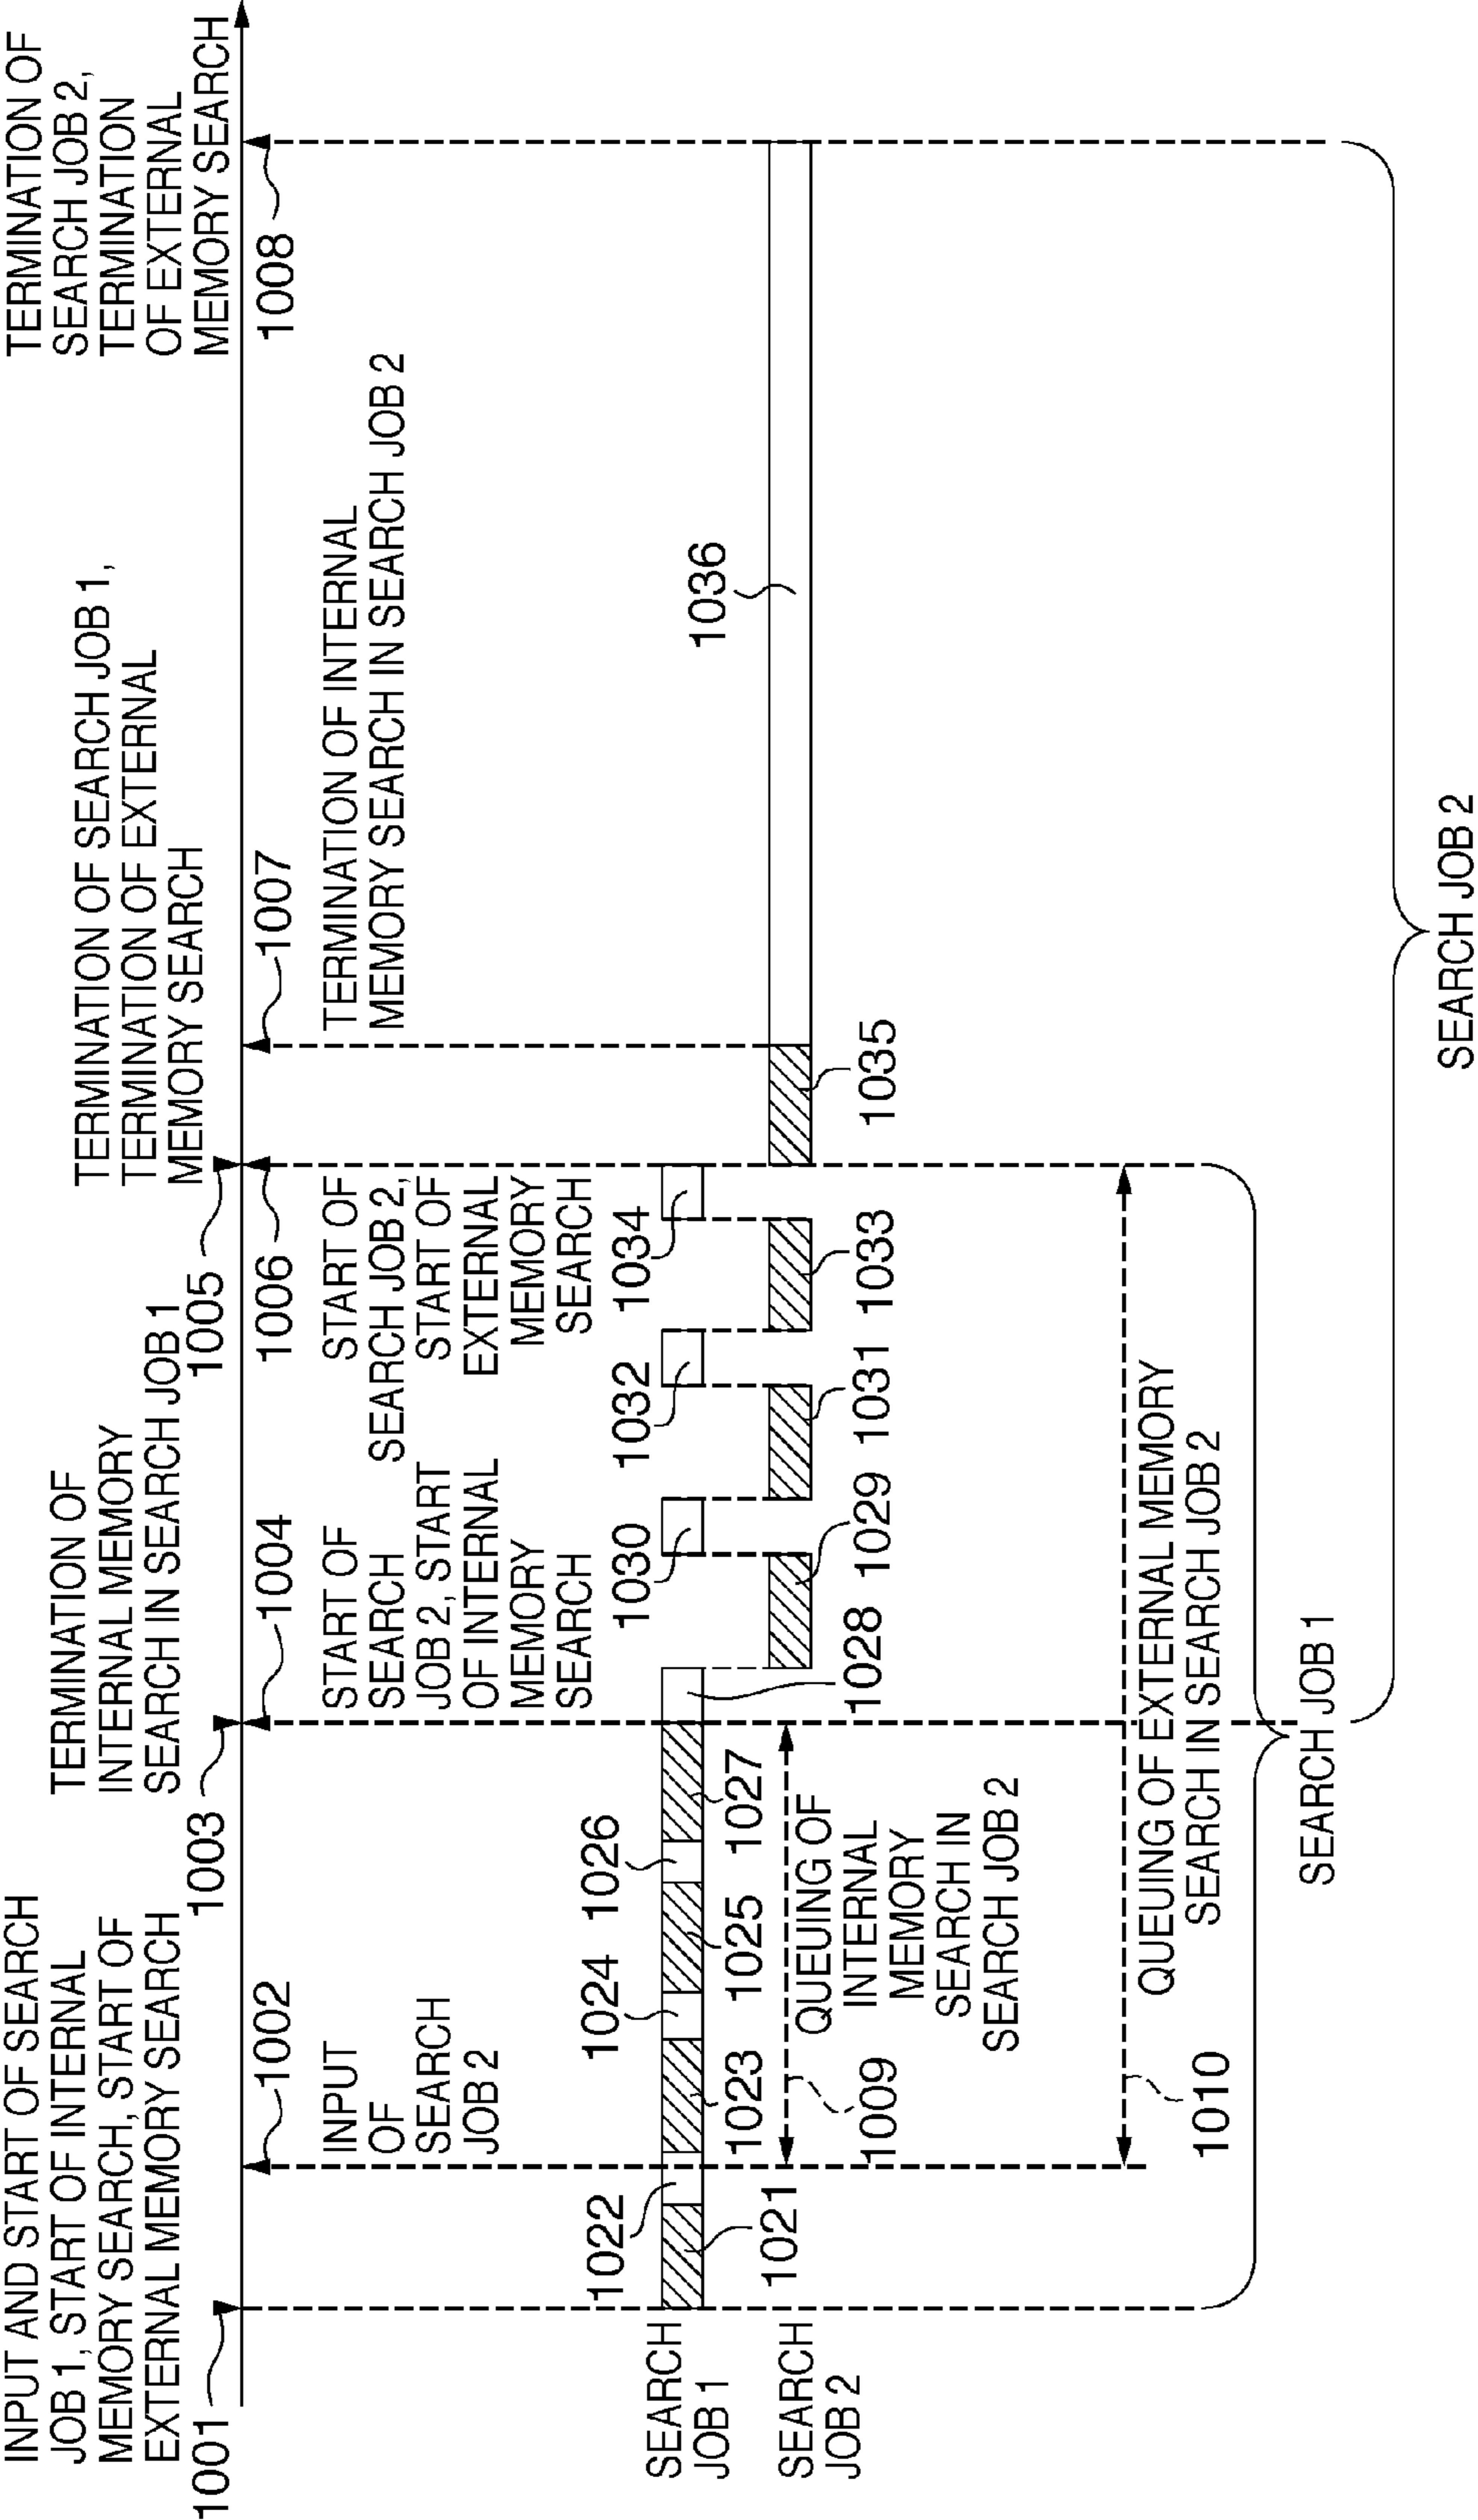 INPUT AND START OF SEARCH
JOB 1, START OF INTERNAL
MEMORY SEARCH, START OF
EXTERNAL MEMORY SEARCH
1001
TERMINATION OF
INTERNAL MEMORY
SEARCH IN SEARCH JOB 1
1003
TERMINATION OF SEARCH JOB 1,
TERMINATION OF EXTERNAL
MEMORY SEARCH
1005
TERMINATION OF
SEARCH JOB 2,
TERMINATION
OF EXTERNAL
MEMORY SEARCH
1002
INPUT
OF
SEARCH
JOB 2
1004
START OF
SEARCH
JOB 2, START
OF INTERNAL
MEMORY
SEARCH
1006
START OF
SEARCH JOB 2,
START OF
EXTERNAL
MEMORY
SEARCH
1007
TERMINATION OF INTERNAL
MEMORY SEARCH IN SEARCH JOB 2
1008
1022
1024
1026
1030
1032
1034
1036
SEARCH
JOB 1
1021
1023
1025
1027
SEARCH
JOB 2
1028
1029
1031
1033
1035
1009
QUEUING OF
INTERNAL
MEMORY
SEARCH IN
SEARCH JOB 2
1010
QUEUING OF EXTERNAL MEMORY
SEARCH IN SEARCH JOB 2
SEARCH JOB 1
SEARCH JOB 2